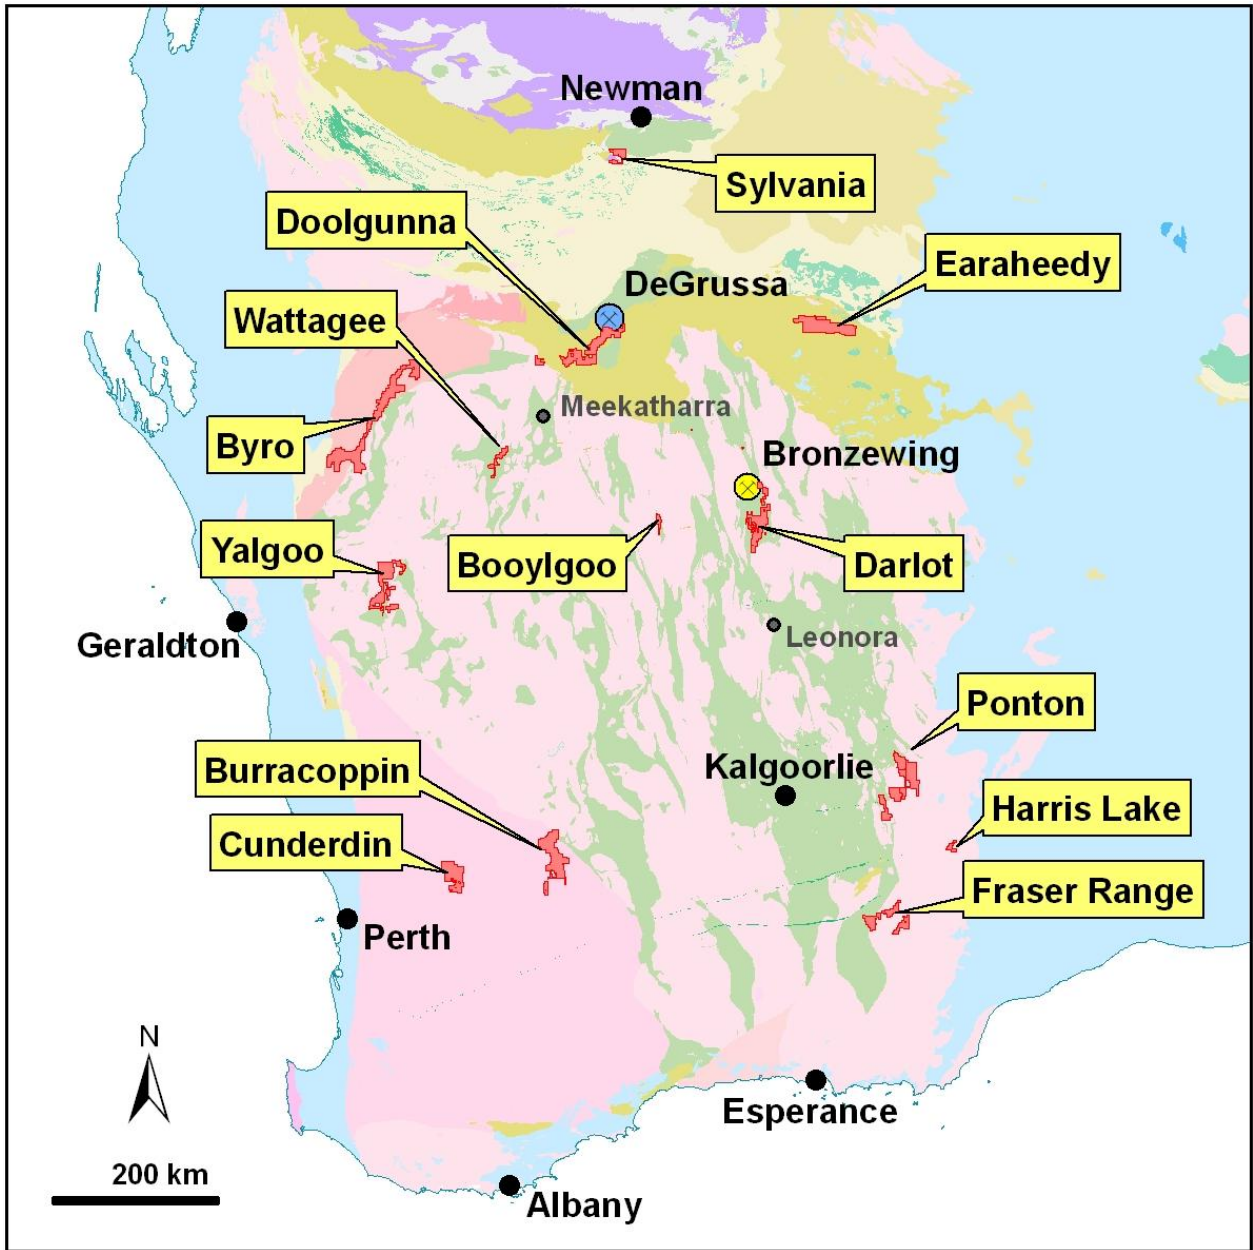 Newman
Sylvania
Doolgunna
Earaheedy
DeGrussa
Wattagee
Meekatharra
Byro
Bronzewing
Yalgoo
Booylgoo
Darlot
Geraldton
Leonora
Ponton
Burracoppin
Kalgoorlie
Harris Lake
Cunderdin
Fraser Range
Perth
N
Esperance
200 km
Albany